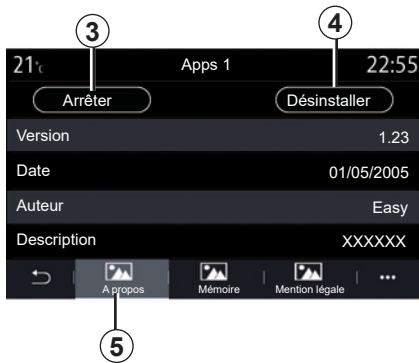 3 4
21°c Apps 1 22:55
Arrêter Désinstaller
Version 1.23
Date 01/05/2005
Auteur Easy
Description XXXXXX
A propos Mémoire Mention légale
5